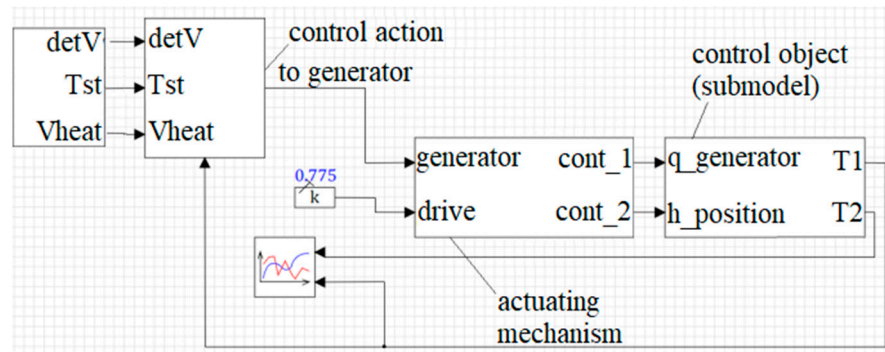 detV
Tst
Vheat
detV
Tst
Vheat
control action
to generator
control object
(submodel)
generator
drive
cont_1
cont_2
q_generator
h_position
T1
T2
0.775
k
actuating
mechanism